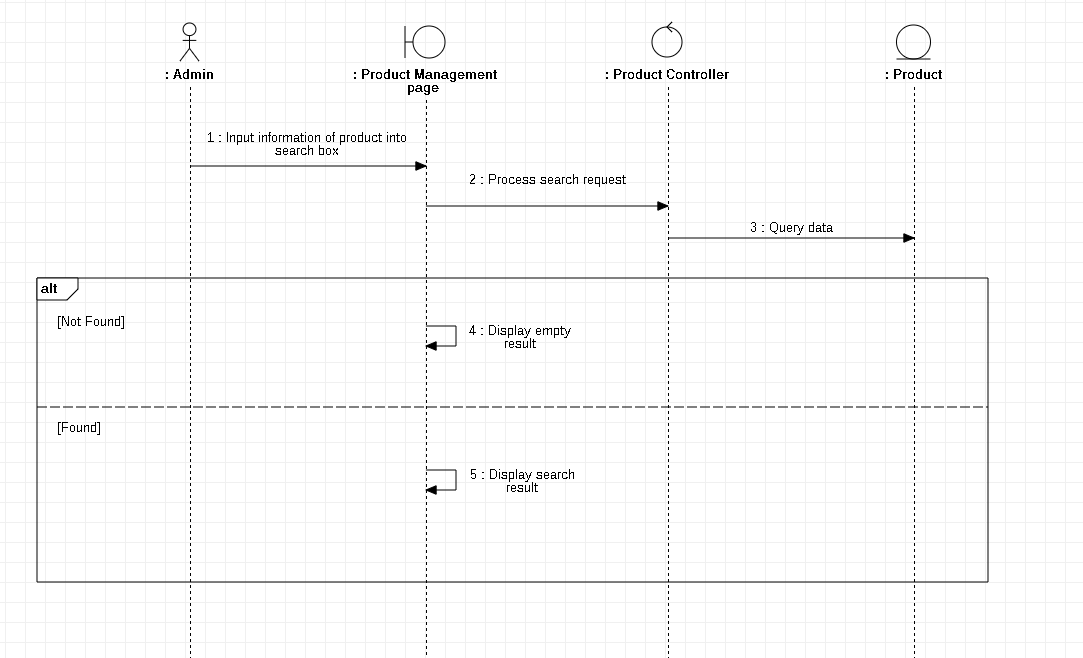 : Admin
: Product Management
page
: Product Controller
: Product
1 : Input information of product into
search box
2 : Process search request
3 : Query data
alt
[Not Found]
4 : Display empty
result
[Found]
5 : Display search
result